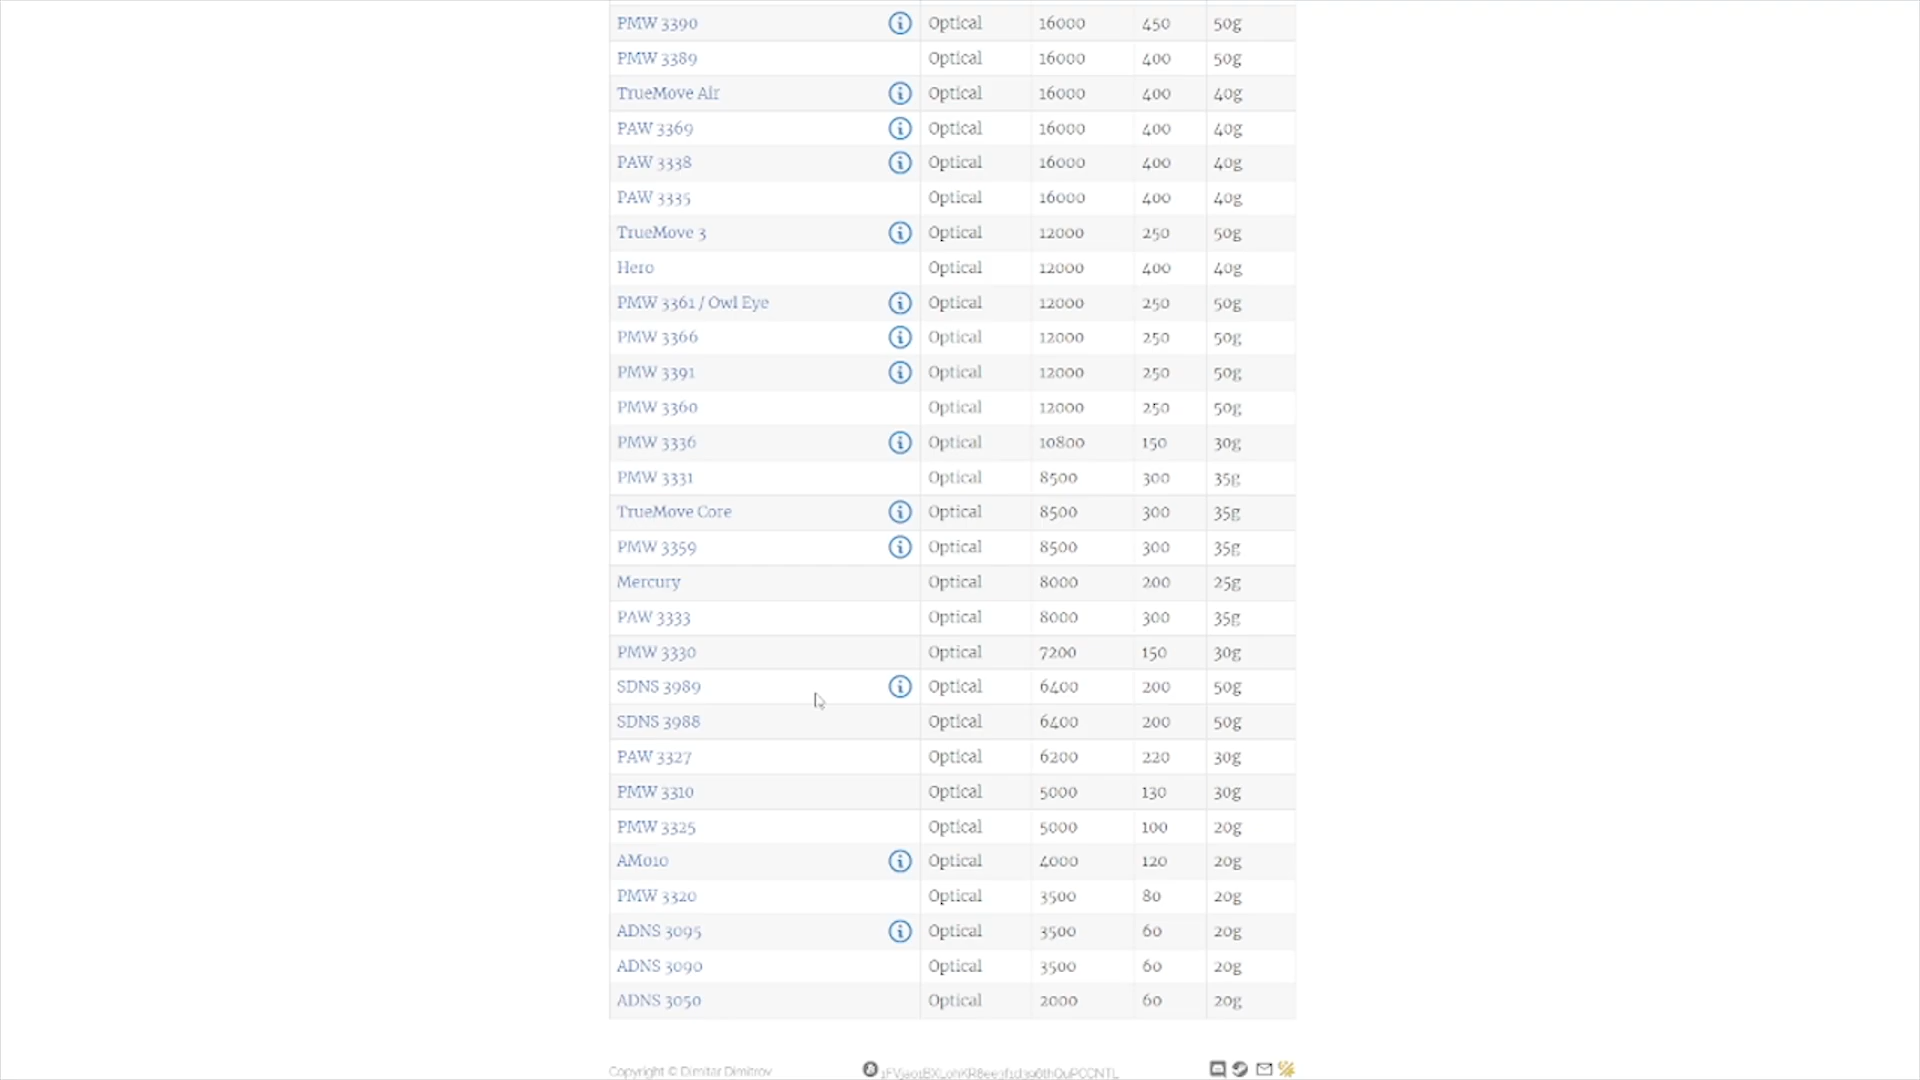 PMW 3390 Optical 16000 450 50g
PMW 3389 Optical 16000 400 50g
TrueMove Air Optical 16000 400 40g
PAW 3369 Optical 16000 400 40g
PAW 3338 Optical 16000 400 40g
PAW 3335 Optical 16000 400 40g
TrueMove 3 Optical 12000 250 50g
Hero Optical 12000 400 40g
PMW 3361 / Owl Eye Optical 12000 250 50g
PMW 3366 Optical 12000 250 50g
PMW 3391 Optical 12000 250 50g
PMW 3360 Optical 12000 250 50g
PMW 3336 Optical 10800 150 30g
PMW 3331 Optical 8500 300 35g
TrueMove Core Optical 8500 300 35g
PMW 3359 Optical 8500 300 35g
Mercury Optical 8000 200 25g
PAW 3333 Optical 8000 300 35g
PMW 3330 Optical 7200 150 30g
SDNS 3989 Optical 6400 200 50g
SDNS 3988 Optical 6400 200 50g
PAW 3327 Optical 6200 220 30g
PMW 3310 Optical 5000 130 30g
PMW 3325 Optical 5000 100 20g
AM010 Optical 4000 120 20g
PMW 3320 Optical 3500 80 20g
ADNS 3095 Optical 3500 60 20g
ADNS 3090 Optical 3500 60 20g
ADNS 3050 Optical 2000 60 20g
Copyright © Dimitar Dimitrov